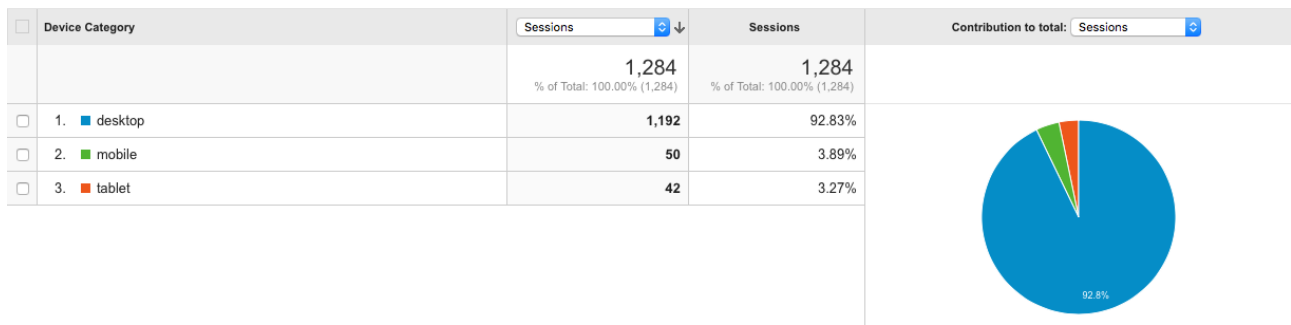 Device Category Sessions Sessions Contribution to total: Sessions
1,284 1,284
% of Total: 100.00% (1,284) % of Total: 100.00% (1,284)
1. desktop 1,192 92.83%
2. mobile 50 3.89%
3. tablet 42 3.27%
92.8%